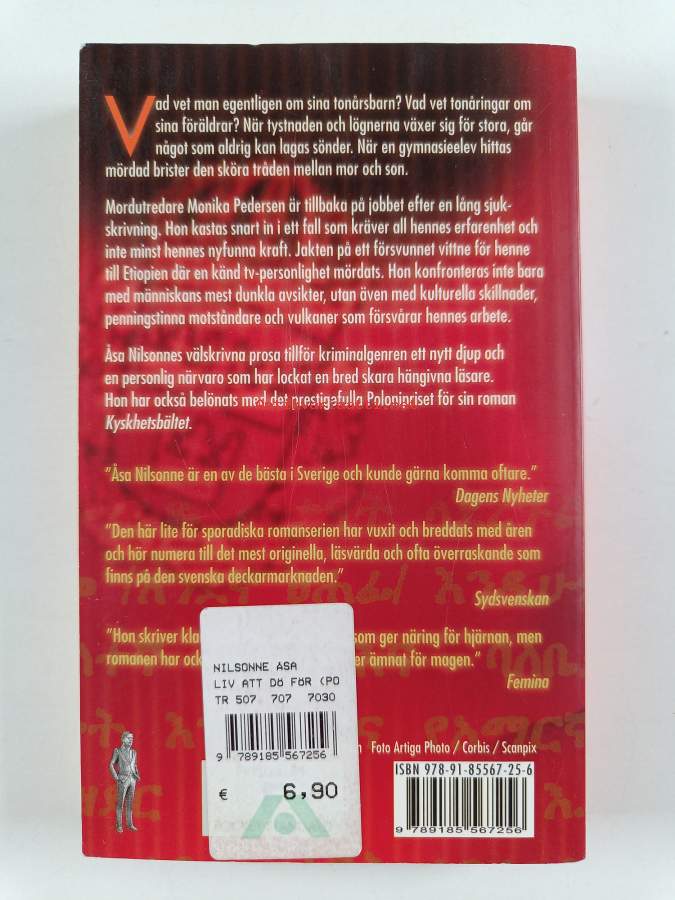 Vad vet man egentligen om sina tonårsbarn? Vad vet tonåringar om
sina föräldrar? När tystnaden och lögnerna växer sig för stora, går
något som aldrig kan lagas sönder. När en gymnasieelev hittas
mördad brister den sköra tråden mellan mor och son.
Mordutredare Monika Pedersen är tillbaka på jobbet efter en lång sjuk-
skrivning. Hon kastas snart in i ett fall som kräver all hennes erfarenhet och
inte minst hennes nyfunna kraft. Jakten på ett försvunnet vittne för henne
till Etiopien där en känd tv-personlighet mördats. Hon konfronteras inte bara
med människans mest dunkla avsikter, utan även med kulturella skillnader,
penningstinna motståndare och vulkaner som försvårar hennes arbete.
Åsa Nilsonnes välskrivna prosa tillför kriminalgenren ett nytt djup och
en personlig närvaro som har lockat en bred skara hängivna läsare.
Hon har också belönats med det prestigefulla Polonipriset för sin roman
Kyskhetsbältet.
"Åsa Nilsonne är en av de bästa i Sverige och kunde gärna komma oftare."
Dagens Nyheter
"Den här lite för sporadiska romanserien har vuxit och breddats med åren
och hör numera till det mest originella, läsvärda och ofta överraskande som
finns på den svenska deckarmarknaden."
Sydsvenskan
"Hon skriver som ger näring för hjärnan, men
romanen har ämnat för magen."
Femina
NILSONNE ÅSA
LIV ATT DÖ FÖR (PO
TR 507 707 7030
9 789185 567256
€ 6,90
Foto Artiga Photo / Corbis / Scanpix
ISBN 978-91-85567-25-6
9 789185 567256